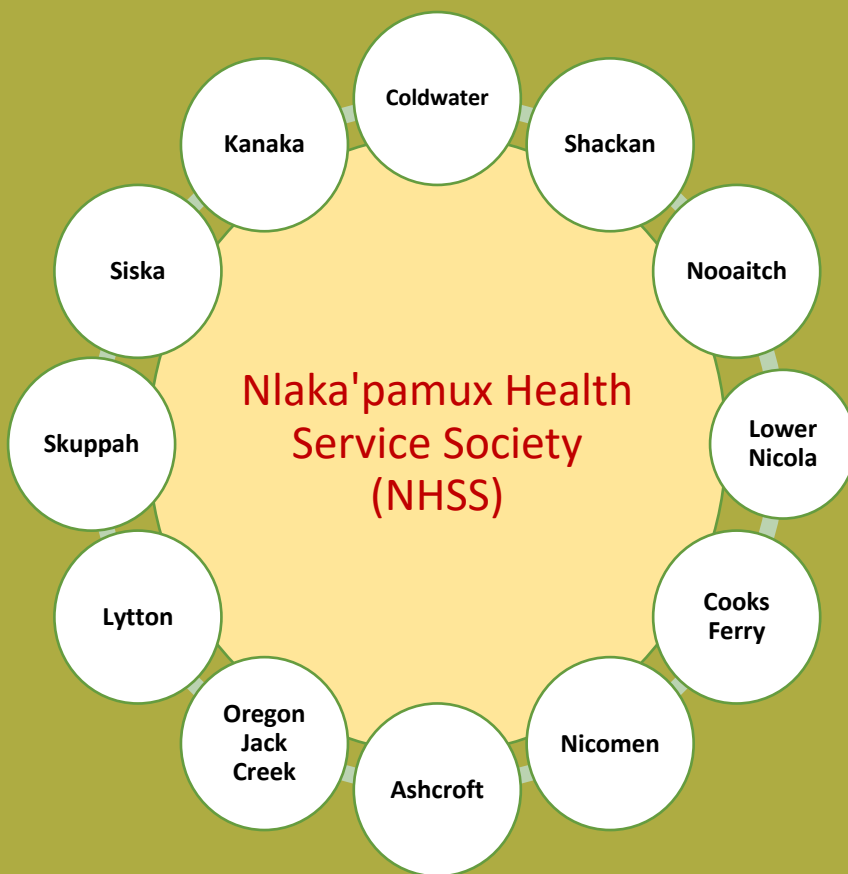 Coldwater
Kanaka
Shackan
Siska
Nooaitch
Nlaka'pamux Health
Service Society
(NHSS)
Skuppah
Lower
Nicola
Lytton
Cooks
Ferry
Oregon
Jack
Creek
Nicomen
Ashcroft